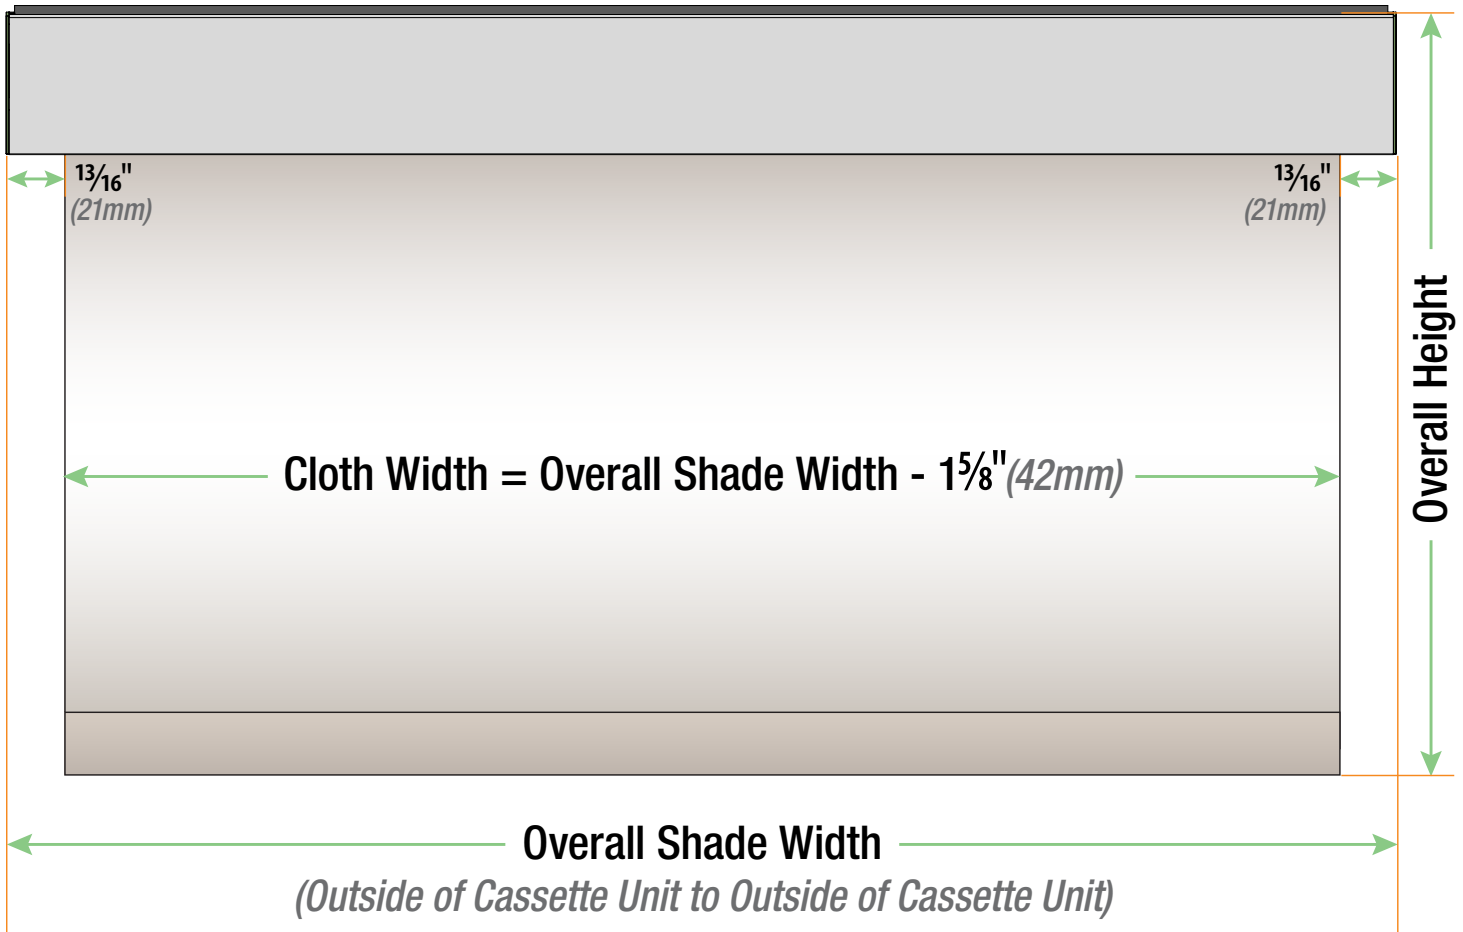 13⁄16"
(21mm)
13⁄16"
(21mm)
Overall Height
Cloth Width = Overall Shade Width - 1⅝" (42mm)
Overall Shade Width
(Outside of Cassette Unit to Outside of Cassette Unit)